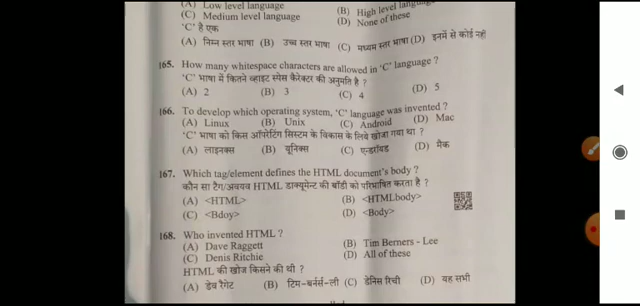 (A) Low level language (B) High level language
(C) Medium level language (D) None of these
'C' है एक
(A) निम्न स्तर भाषा (B) उच्च स्तर भाषा (C) मध्यम स्तर भाषा (D) इनमें से कोई नहीं
165. How many whitespace characters are allowed in 'C' language ?
'C' भाषा में कितने व्हाइट स्पेस कैरेक्टर की अनुमति है ?
(A) 2 (B) 3 (C) 4 (D) 5
166. To develop which operating system, 'C' language was invented ?
(A) Linux (B) Unix (C) Android (D) Mac
'C' भाषा को किस ऑपरेटिंग सिस्टम के विकास के लिये खोजा गया था ?
(A) लाइनक्स (B) यूनिक्स (C) एन्डरॉयड (D) मैक
167. Which tag/element defines the HTML document's body ?
कौन सा टैग/अवयव HTML डाक्यूमेन्ट की बॉडी को परिभाषित करता है ?
(A) <HTML> (B) <HTMLbody>
(C) <Bdoy> (D) <Body>
168. Who invented HTML ?
(A) Dave Raggett (B) Tim Berners - Lee
(C) Denis Ritchie (D) All of these
HTML की खोज किसने की थी ?
(A) डेव रैगेट (B) टिम-बर्नर्स-ली (C) डेनिस रिची (D) यह सभी